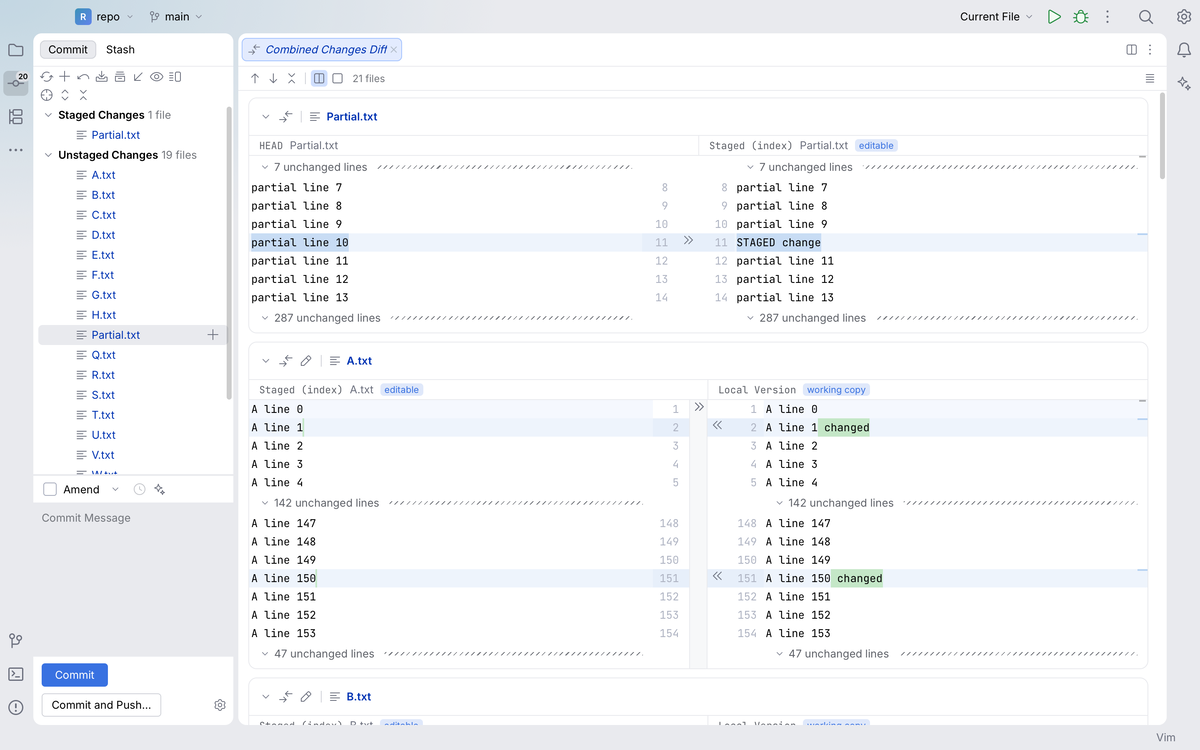 R repo main Current File
20
Commit Stash
Staged Changes 1 file
Partial.txt
Unstaged Changes 19 files
A.txt
B.txt
C.txt
D.txt
E.txt
F.txt
G.txt
H.txt
Partial.txt
Q.txt
R.txt
S.txt
T.txt
U.txt
V.txt
W.txt
Amend
Commit Message
Commit
Commit and Push...
Combined Changes Diff
21 files
Partial.txt
HEAD Partial.txt Staged (index) Partial.txt editable
7 unchanged lines 7 unchanged lines
partial line 7 8 8 partial line 7
partial line 8 9 9 partial line 8
partial line 9 10 10 partial line 9
partial line 10 11 11 STAGED change
partial line 11 12 12 partial line 11
partial line 12 13 13 partial line 12
partial line 13 14 14 partial line 13
287 unchanged lines 287 unchanged lines
A.txt
Staged (index) A.txt editable Local Version working copy
A line 0 1 1 A line 0
A line 1 2 2 A line 1 changed
A line 2 3 3 A line 2
A line 3 4 4 A line 3
A line 4 5 5 A line 4
142 unchanged lines 142 unchanged lines
A line 147 148 148 A line 147
A line 148 149 149 A line 148
A line 149 150 150 A line 149
A line 150 151 151 A line 150 changed
A line 151 152 152 A line 151
A line 152 153 153 A line 152
A line 153 154 154 A line 153
47 unchanged lines 47 unchanged lines
B.txt
Staged (index) B.txt editable Local Version working copy
Vim